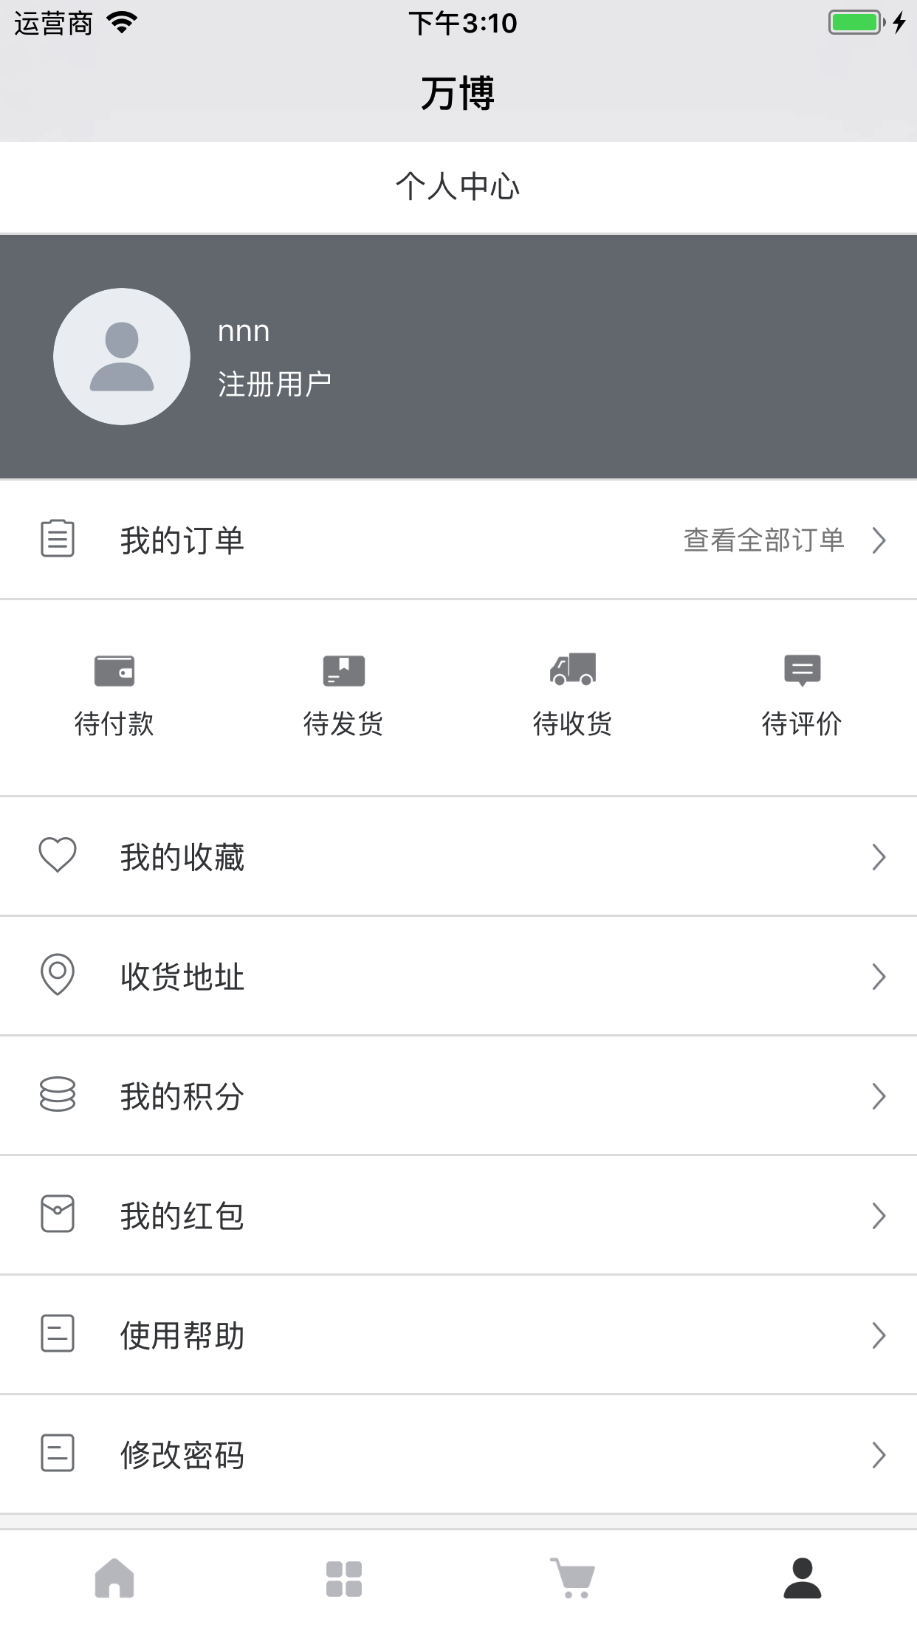 运营商 下午3:10
万博
个人中心
nnn
注册用户
我的订单 查看全部订单
待付款 待发货 待收货 待评价
我的收藏
收货地址
我的积分
我的红包
使用帮助
修改密码